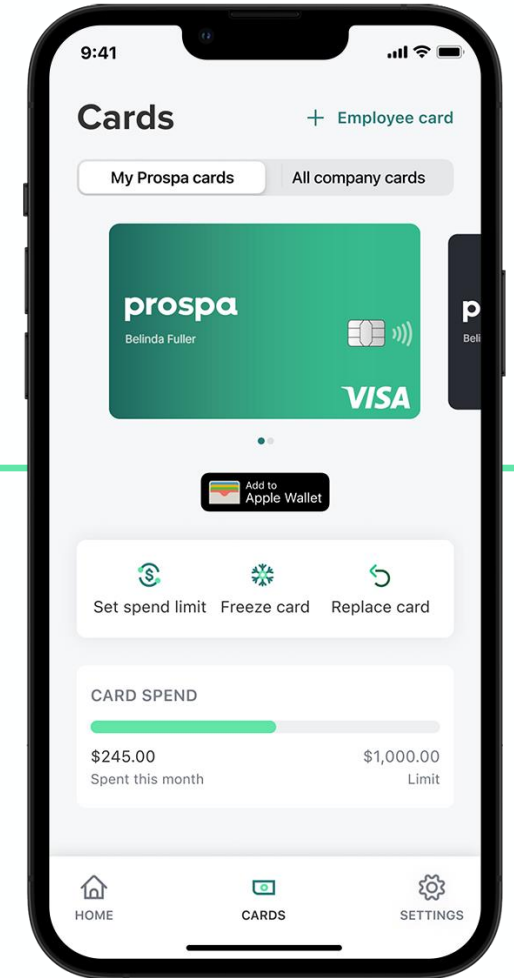 9:41
Cards
+ Employee card
My Prospa cards
All company cards
prospa
Belinda Fuller
VISA
p
Beli
Add to
Apple Wallet
Set spend limit
Freeze card
Replace card
CARD SPEND
$245.00
$1,000.00
Spent this month
Limit
HOME
CARDS
SETTINGS